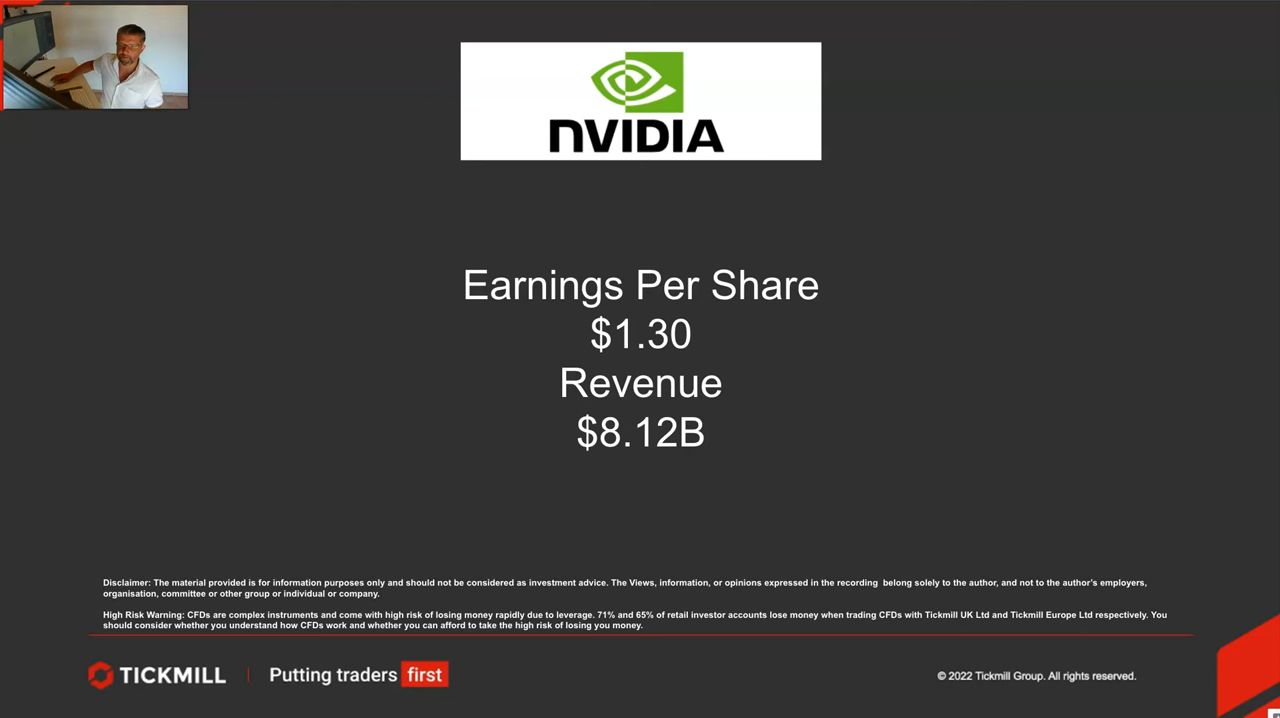 NVIDIA
Earnings Per Share
$1.30
Revenue
$8.12B
Disclaimer: The material provided is for information purposes only and should not be considered as investment advice. The Views, information, or opinions expressed in the recording belong solely to the author, and not to the author's employers,
organisation, committee or other group or individual or company.
High Risk Warning: CFDs are complex instruments and come with high risk of losing money rapidly due to leverage. 71% and 65% of retail investor accounts lose money when trading CFDs with Tickmill UK Ltd and Tickmill Europe Ltd respectively. You
should consider whether you understand how CFDs work and whether you can afford to take the high risk of losing you money.
TICKMILL | Putting traders first
© 2022 Tickmill Group. All rights reserved.